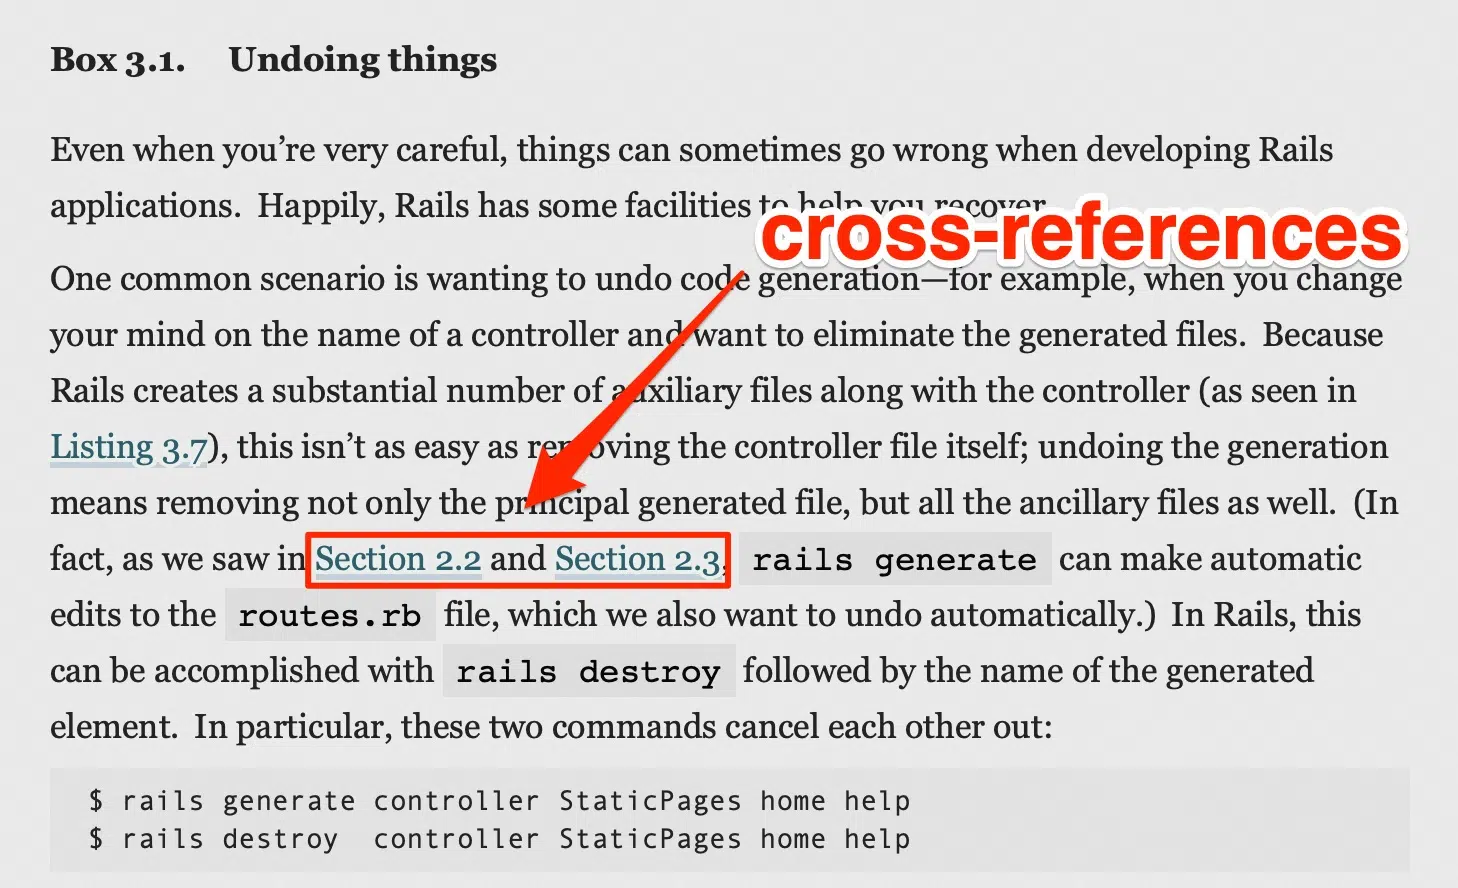 Box 3.1. Undoing things
Even when you’re very careful, things can sometimes go wrong when developing Rails
applications. Happily, Rails has some facilities to help you recover.
cross-references
One common scenario is wanting to undo code generation—for example, when you change
your mind on the name of a controller and want to eliminate the generated files. Because
Rails creates a substantial number of auxiliary files along with the controller (as seen in
Listing 3.7), this isn’t as easy as removing the controller file itself; undoing the generation
means removing not only the principal generated file, but all the ancillary files as well. (In
fact, as we saw in Section 2.2 and Section 2.3, rails generate can make automatic
edits to the routes.rb file, which we also want to undo automatically.) In Rails, this
can be accomplished with rails destroy followed by the name of the generated
element. In particular, these two commands cancel each other out:
$ rails generate controller StaticPages home help
$ rails destroy  controller StaticPages home help